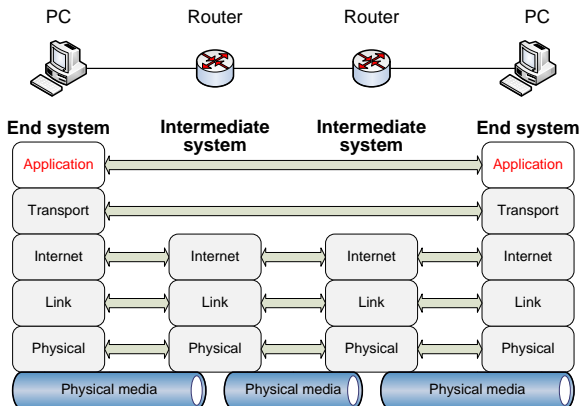 PC Router Router PC
End system Intermediate system Intermediate system End system
Application Application
Transport Transport
Internet Internet Internet Internet
Link Link Link Link
Physical Physical Physical Physical
Physical media Physical media Physical media